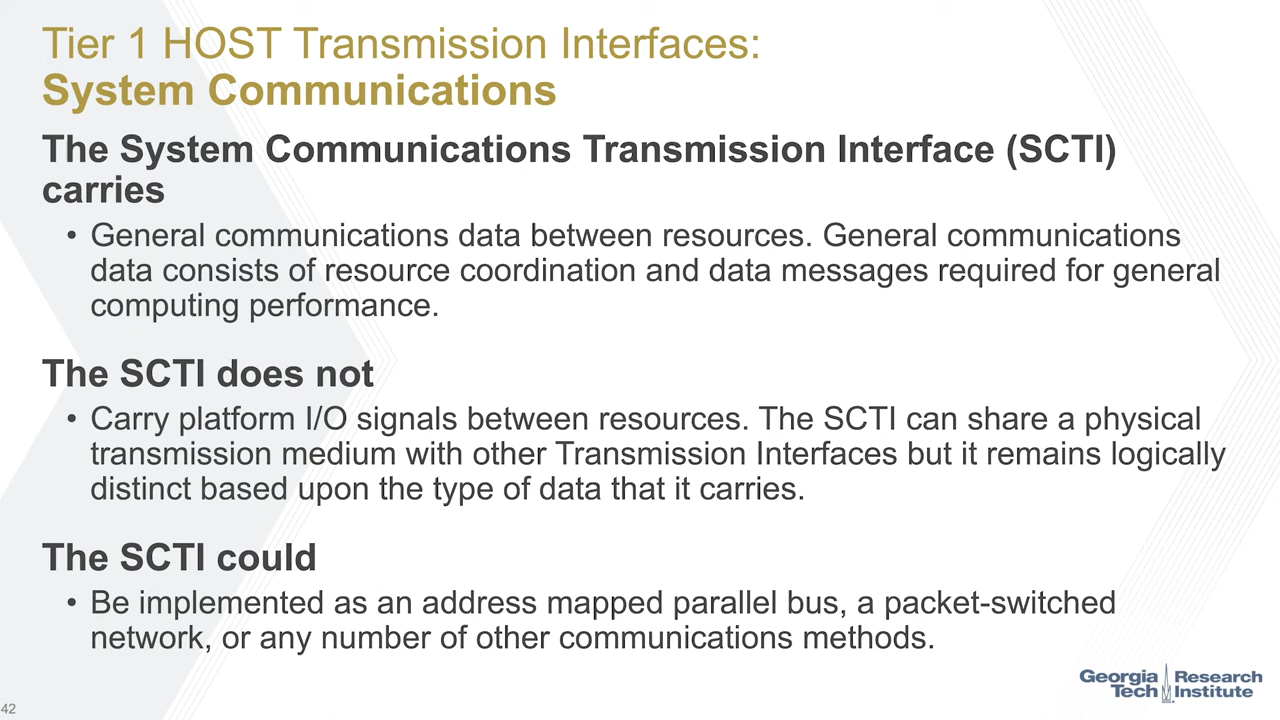 Tier 1 HOST Transmission Interfaces:
System Communications
The System Communications Transmission Interface (SCTI)
carries
• General communications data between resources. General communications
data consists of resource coordination and data messages required for general
computing performance.
The SCTI does not
• Carry platform I/O signals between resources. The SCTI can share a physical
transmission medium with other Transmission Interfaces but it remains logically
distinct based upon the type of data that it carries.
The SCTI could
• Be implemented as an address mapped parallel bus, a packet-switched
network, or any number of other communications methods.
Georgia Research
Tech Institute
42